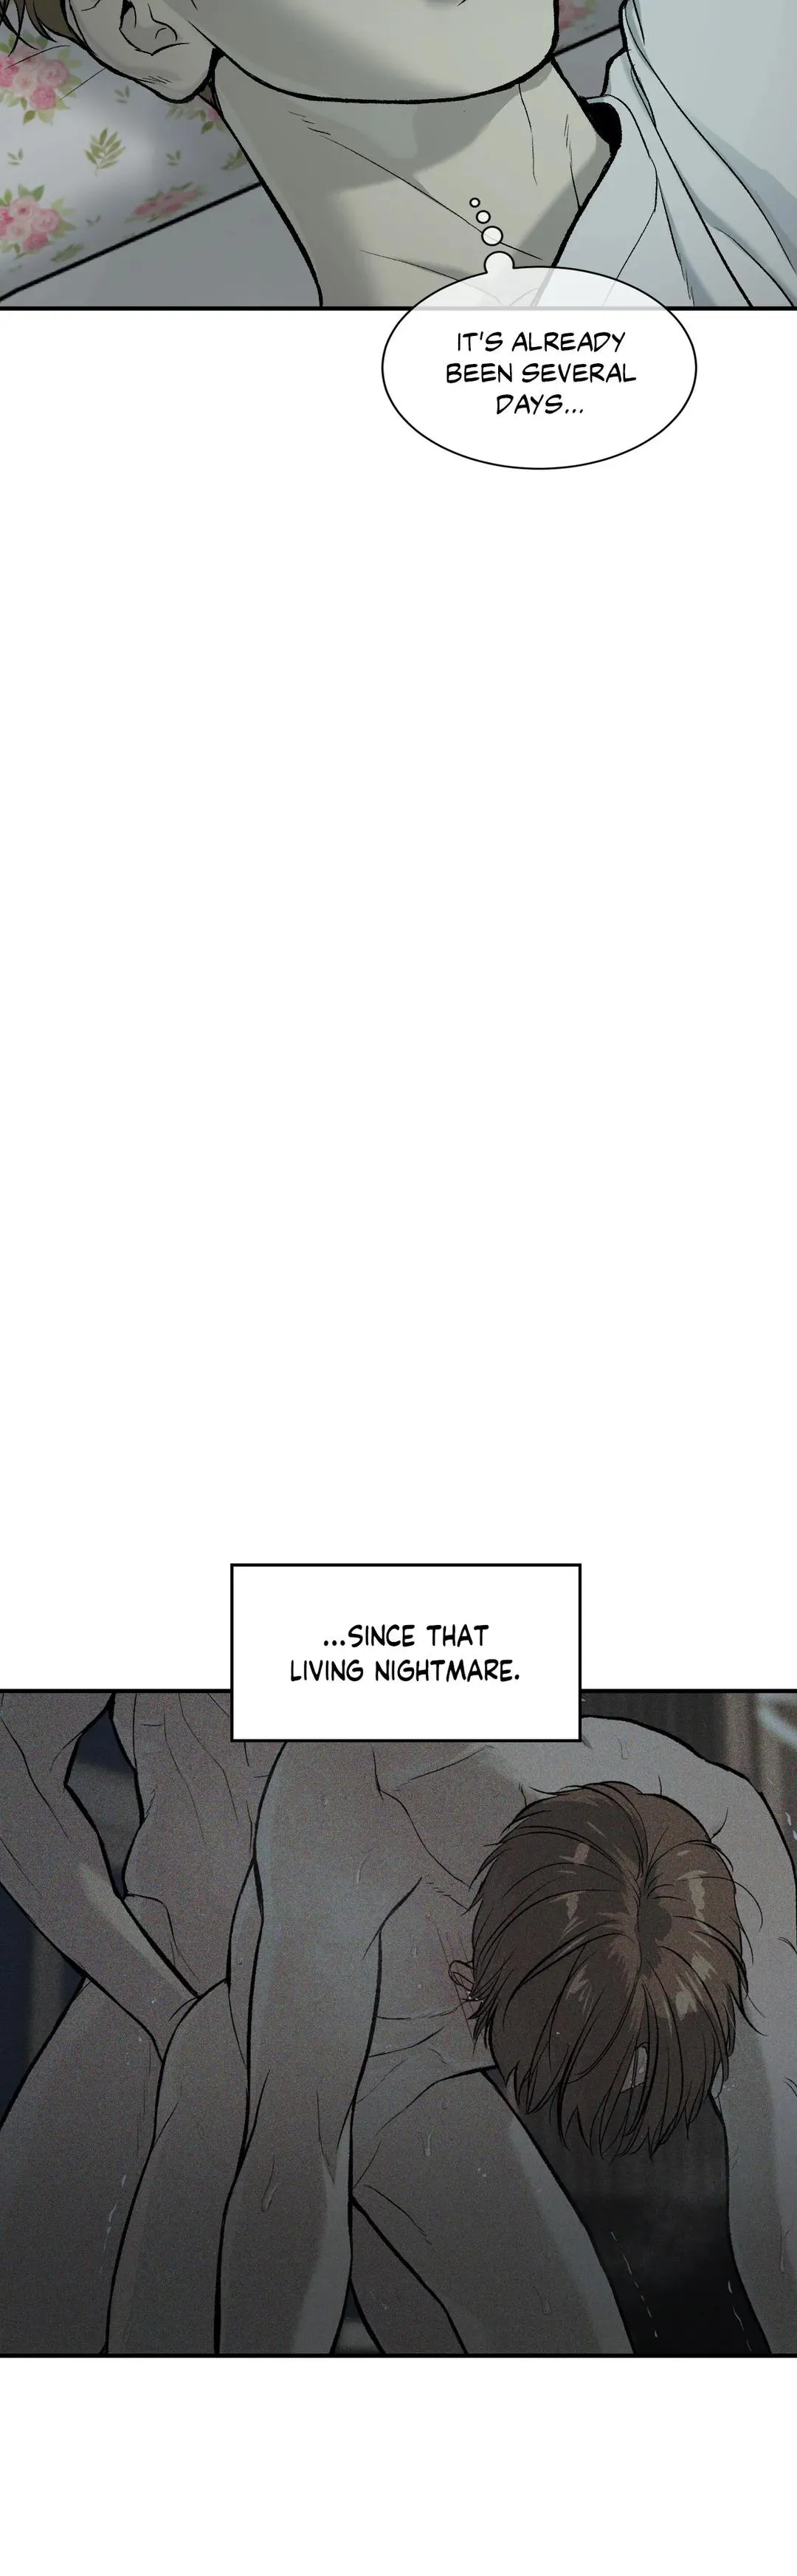 IT'S ALREADY
BEEN SEVERAL
DAYS...
...SINCE THAT
LIVING NIGHTMARE.